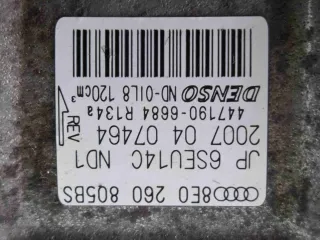 8E0 260 805BS
JP 6SEU14C ND1
2007 04 07464
REV
447190-6684 R134a
DENSO ND-OIL8 120cm³